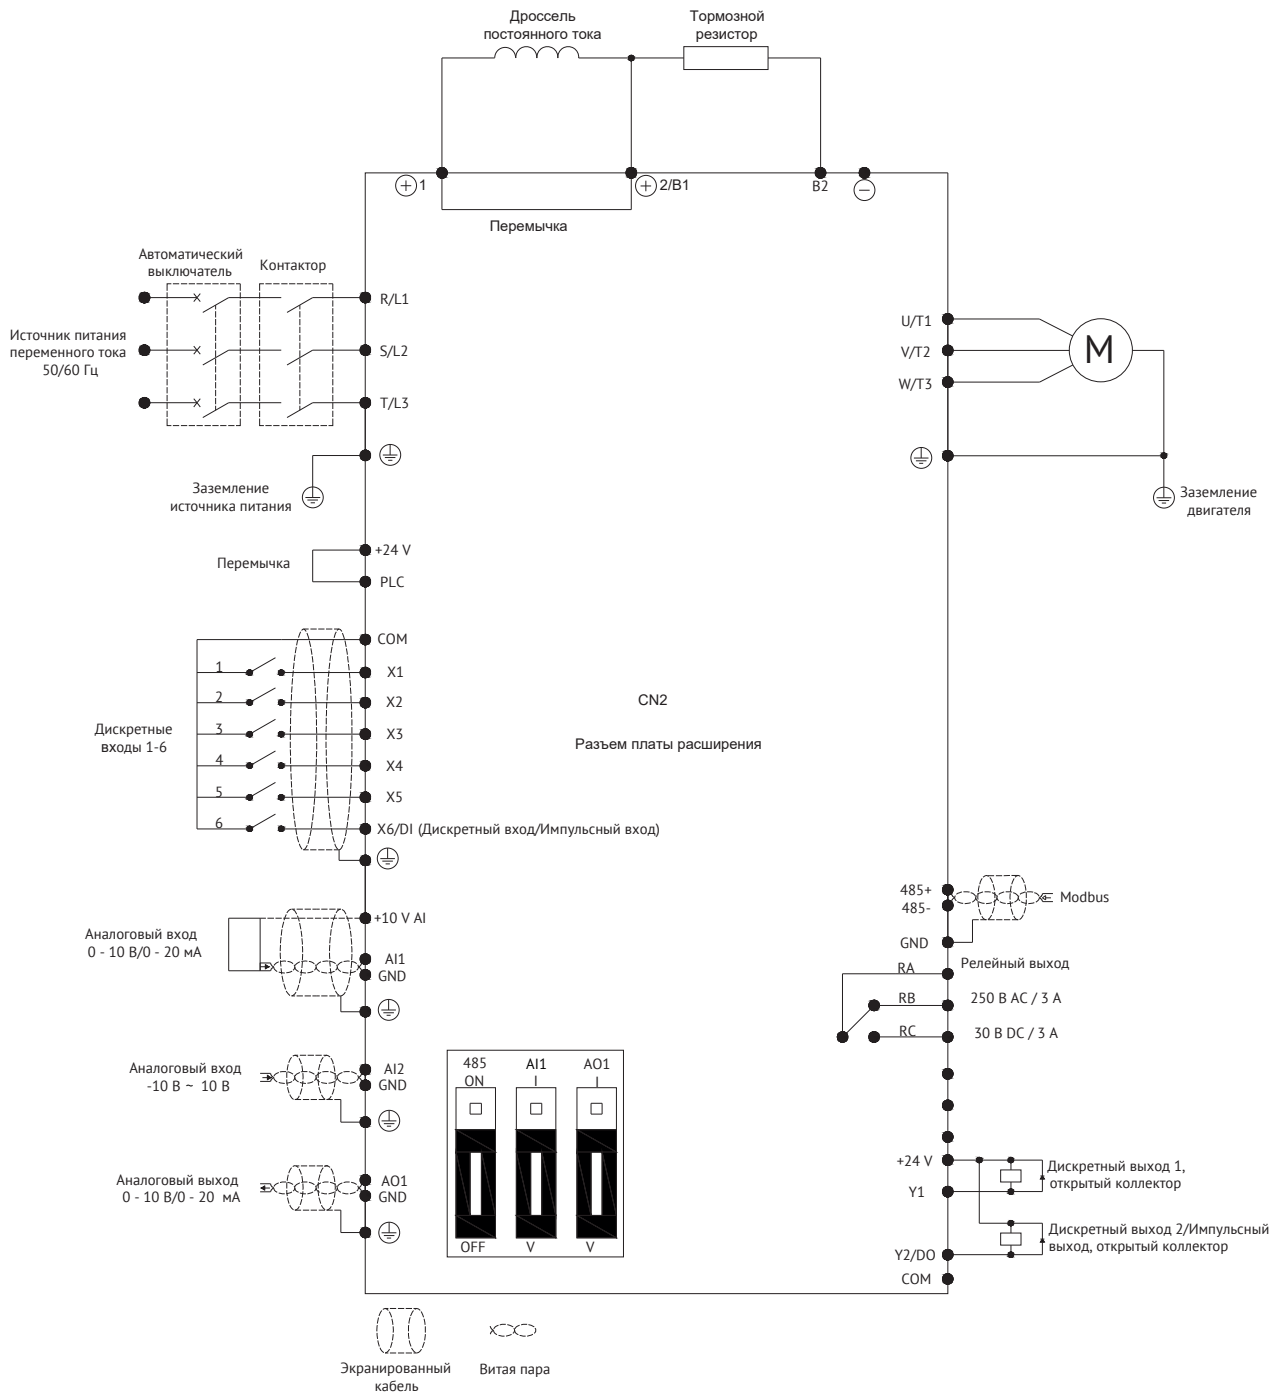 Дроссель
постоянного тока
Тормозной
резистор
1
2/B1
B2
Перемычка
Автоматический
выключатель
Контактор
R/L1
Источник питания
переменного тока
50/60 Гц
S/L2
T/L3
U/T1
V/T2
W/T3
M
Заземление
источника питания
Заземление
двигателя
+24 V
Перемычка
PLC
COM
1
X1
2
X2
3
X3
Дискретные
входы 1-6
4
X4
5
X5
6
X6/DI (Дискретный вход/Импульсный вход)
CN2
Разъем платы расширения
485+
485-
Modbus
GND
Релейный выход
RA
RB
250 В AC / 3 А
RC
30 В DC / 3 А
+10 V AI
Аналоговый вход
0 - 10 В/0 - 20 мА
AI1
GND
Аналоговый вход
-10 В ~ 10 В
AI2
GND
Аналоговый выход
0 - 10 В/0 - 20 мА
AO1
GND
485
ON
OFF
AI1
I
V
AO1
I
V
+24 V
Y1
Дискретный выход 1,
открытый коллектор
Y2/DO
Дискретный выход 2/Импульсный
выход, открытый коллектор
COM
Экранированный
кабель
Витая пара